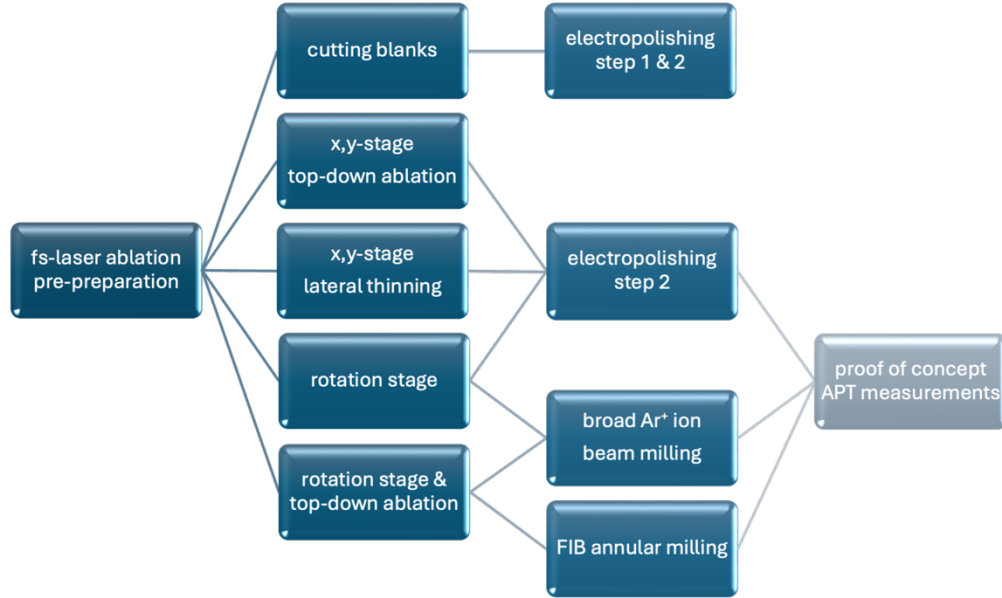 fs-laser ablation
pre-preparation
cutting blanks
x,y-stage
top-down ablation
x,y-stage
lateral thinning
rotation stage
rotation stage &
top-down ablation
electropolishing
step 1 & 2
electropolishing
step 2
broad Ar⁺ ion
beam milling
FIB annular milling
proof of concept
APT measurements